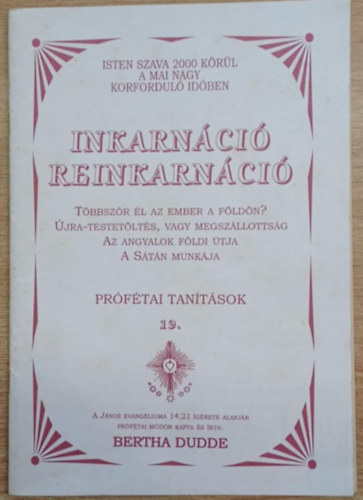 ISTEN SZAVA 2000 KÖRÜL
A MAI NAGY
KORFORDULÓ IDŐBEN
INKARNÁCIÓ
REINKARNÁCIÓ
TÖBBSZÖR ÉL AZ EMBER A FÖLDÖN?
ÚJRA-TESTETÖLTÉS, VAGY MEGSZÁLLOTTSÁG
AZ ANGYALOK FÖLDI ÚTJA
A SÁTÁN MUNKÁJA
PRÓFÉTAI TANÍTÁSOK
19.
A JÁNOS EVANGÉLIUMA 14,21 ÍGÉRETE ALAPJÁN
PRÓFÉTAI MÓDON KAPTA ÉS ÍRTA:
BERTHA DUDDE